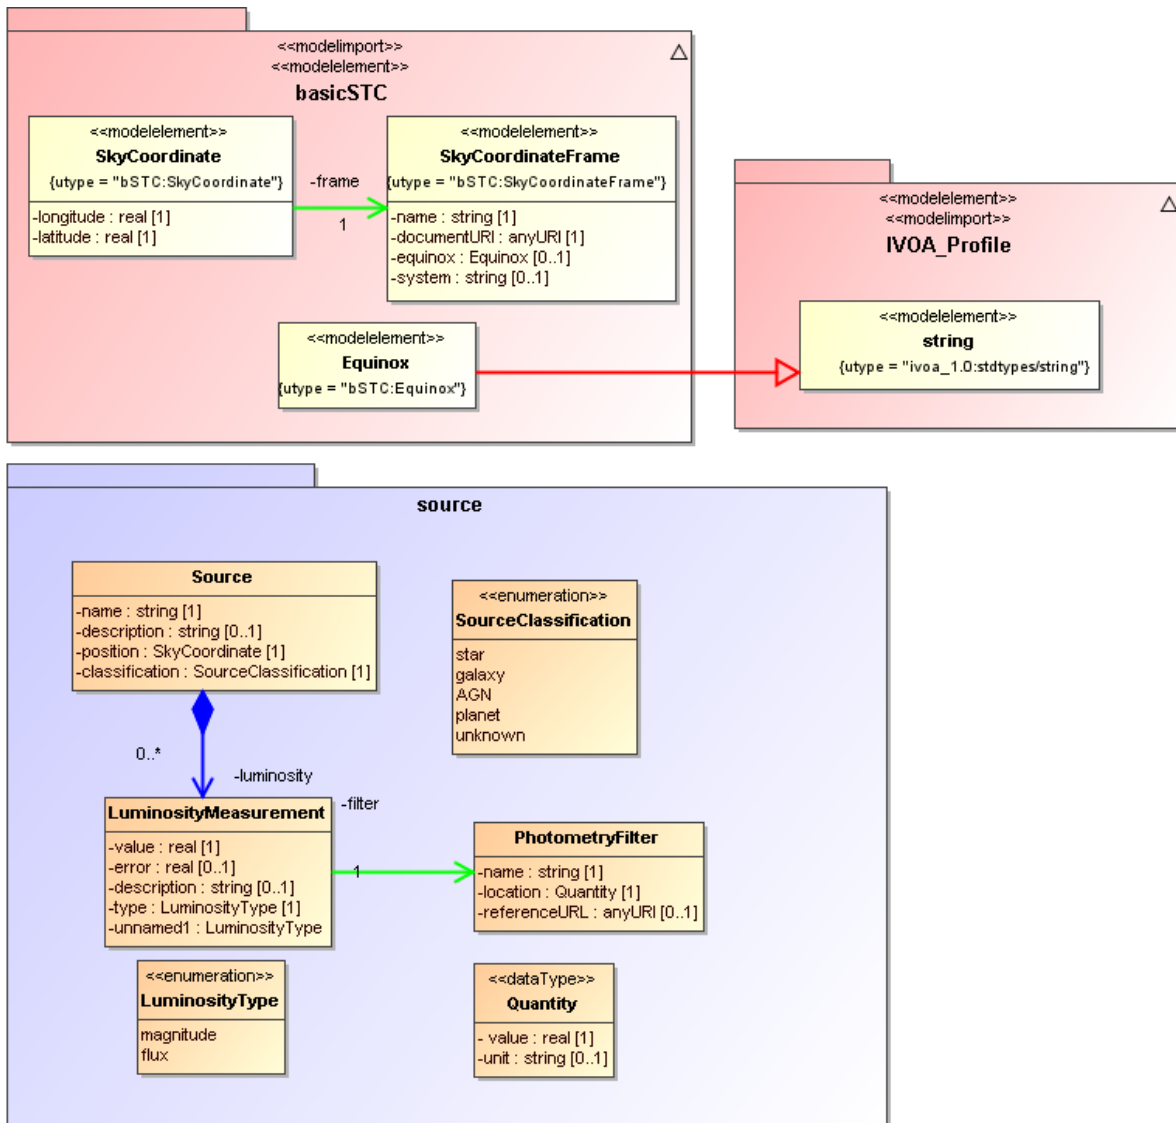 <<modelimport>>
<<modelelement>>
basicSTC
<<modelelement>>
SkyCoordinate
{utype = "bSTC:SkyCoordinate"}
-longitude : real [1]
-latitude : real [1]
-frame
1
<<modelelement>>
SkyCoordinateFrame
{utype = "bSTC:SkyCoordinateFrame"}
-name : string [1]
-documentURI : anyURI [1]
-equinox : Equinox [0..1]
-system : string [0..1]
<<modelelement>>
Equinox
{utype = "bSTC:Equinox"}
<<modelelement>>
<<modelimport>>
IVOA_Profile
<<modelelement>>
string
{utype = "ivoa_1.0:stdtypes/string"}
source
Source
-name : string [1]
-description : string [0..1]
-position : SkyCoordinate [1]
-classification : SourceClassification [1]
<<enumeration>>
SourceClassification
star
galaxy
AGN
planet
unknown
0..*
-luminosity
LuminosityMeasurement
-value : real [1]
-error : real [0..1]
-description : string [0..1]
-type : LuminosityType [1]
-unnamed1 : LuminosityType
-filter
1
PhotometryFilter
-name : string [1]
-location : Quantity [1]
-referenceURL : anyURI [0..1]
<<enumeration>>
LuminosityType
magnitude
flux
<<dataType>>
Quantity
- value : real [1]
-unit : string [0..1]